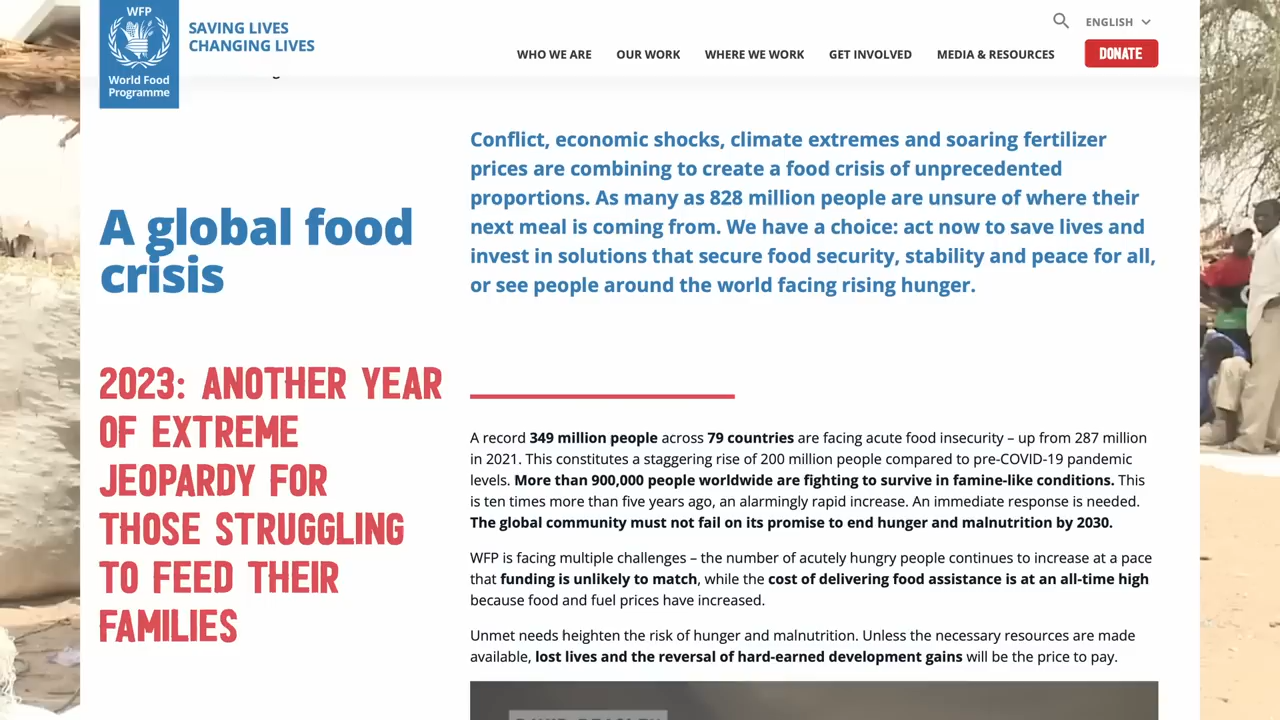 WFP
World Food
Programme
SAVING LIVES
CHANGING LIVES
ENGLISH
WHO WE ARE
OUR WORK
WHERE WE WORK
GET INVOLVED
MEDIA & RESOURCES
DONATE
A global food
crisis
Conflict, economic shocks, climate extremes and soaring fertilizer
prices are combining to create a food crisis of unprecedented
proportions. As many as 828 million people are unsure of where their
next meal is coming from. We have a choice: act now to save lives and
invest in solutions that secure food security, stability and peace for all,
or see people around the world facing rising hunger.
2023: ANOTHER YEAR
OF EXTREME
JEOPARDY FOR
THOSE STRUGGLING
TO FEED THEIR
FAMILIES
A record 349 million people across 79 countries are facing acute food insecurity – up from 287 million
in 2021. This constitutes a staggering rise of 200 million people compared to pre-COVID-19 pandemic
levels. More than 900,000 people worldwide are fighting to survive in famine-like conditions. This
is ten times more than five years ago, an alarmingly rapid increase. An immediate response is needed.
The global community must not fail on its promise to end hunger and malnutrition by 2030.
WFP is facing multiple challenges – the number of acutely hungry people continues to increase at a pace
that funding is unlikely to match, while the cost of delivering food assistance is at an all-time high
because food and fuel prices have increased.
Unmet needs heighten the risk of hunger and malnutrition. Unless the necessary resources are made
available, lost lives and the reversal of hard-earned development gains will be the price to pay.